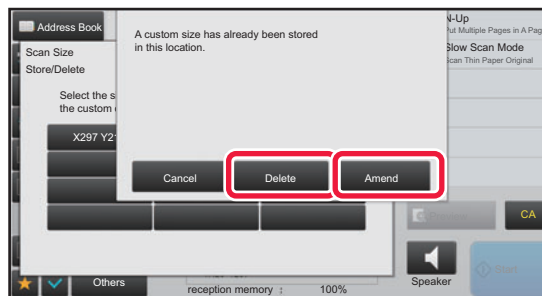 Address Book
A custom size has already been stored
in this location.
N-Up
Put Multiple Pages in A Pag
Slow Scan Mode
Scan Thin Paper Original
Scan Size
Store/Delete
Select the s
the custom
X297 Y2
Cancel
Delete
Amend
CA
Start
Others
reception memory : 100%
Speaker